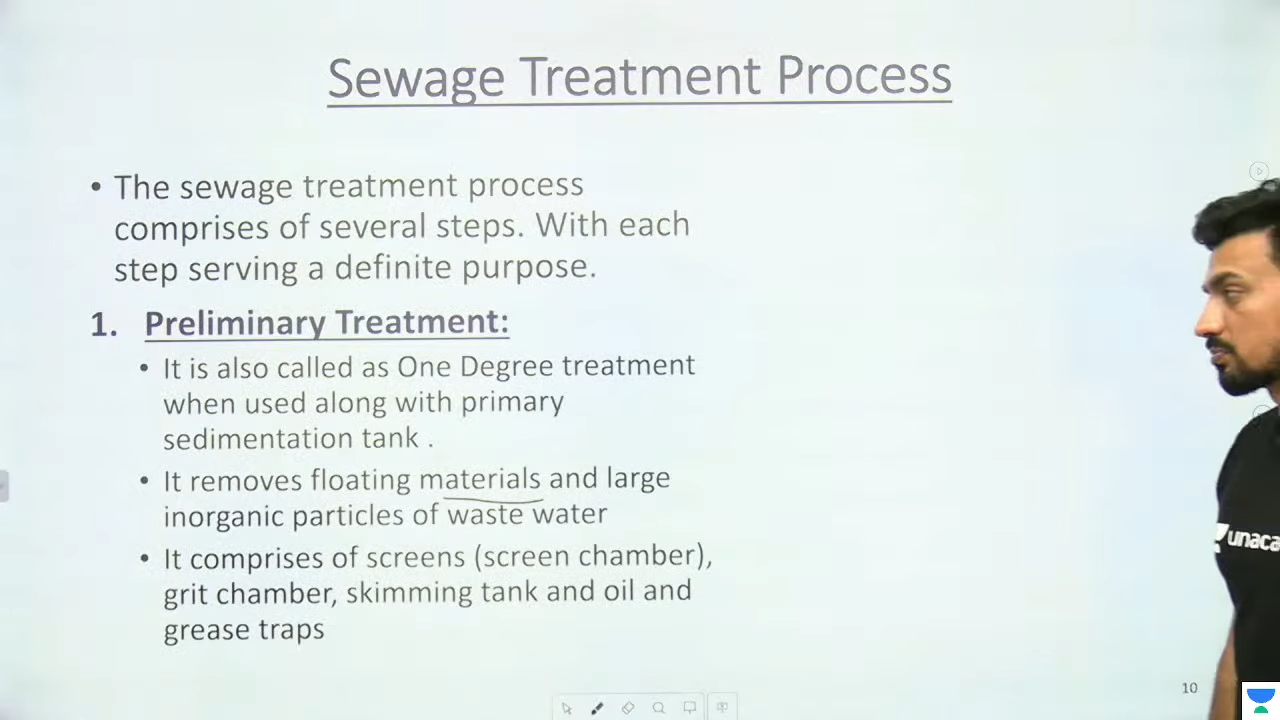 Sewage Treatment Process
• The sewage treatment process
comprises of several steps. With each
step serving a definite purpose.
1. Preliminary Treatment:
• It is also called as One Degree treatment
when used along with primary
sedimentation tank .
• It removes floating materials and large
inorganic particles of waste water
• It comprises of screens (screen chamber),
grit chamber, skimming tank and oil and
grease traps
unaca
10